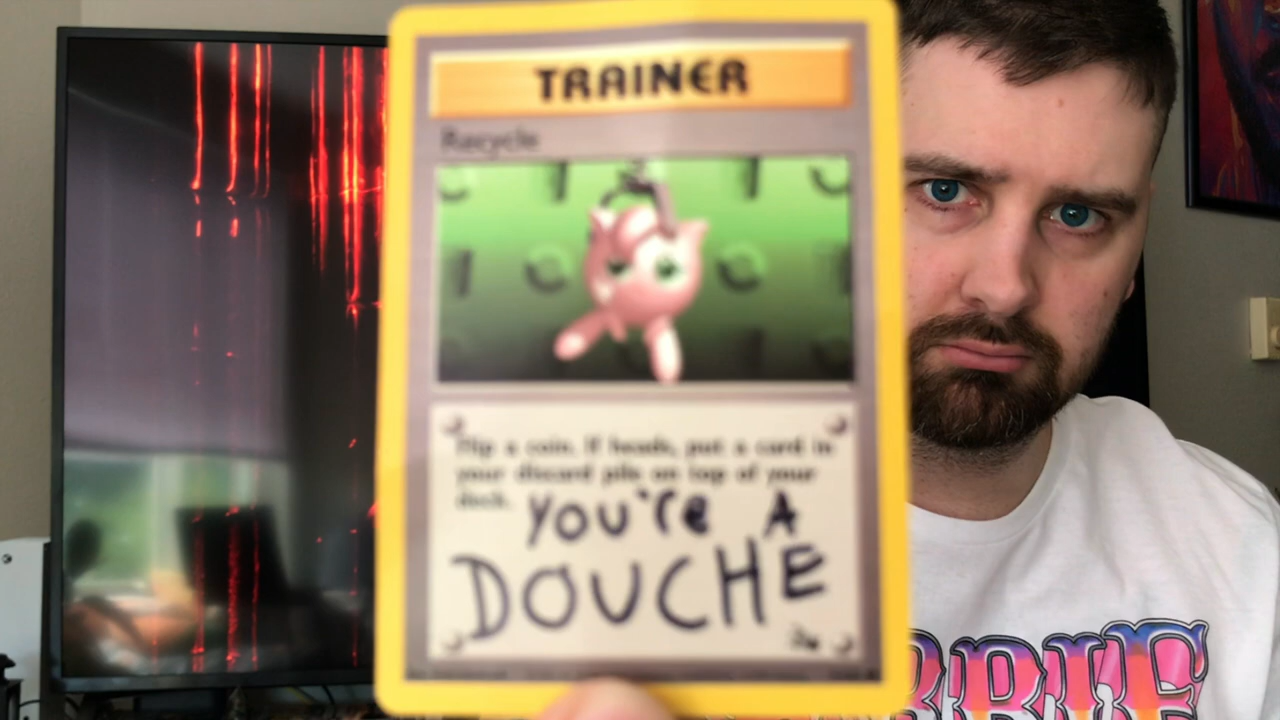 TRAINER
Recycle
Flip a coin. If heads, put a card in
your discard pile on top of your
deck.
YOU'Re A
DOUCHE